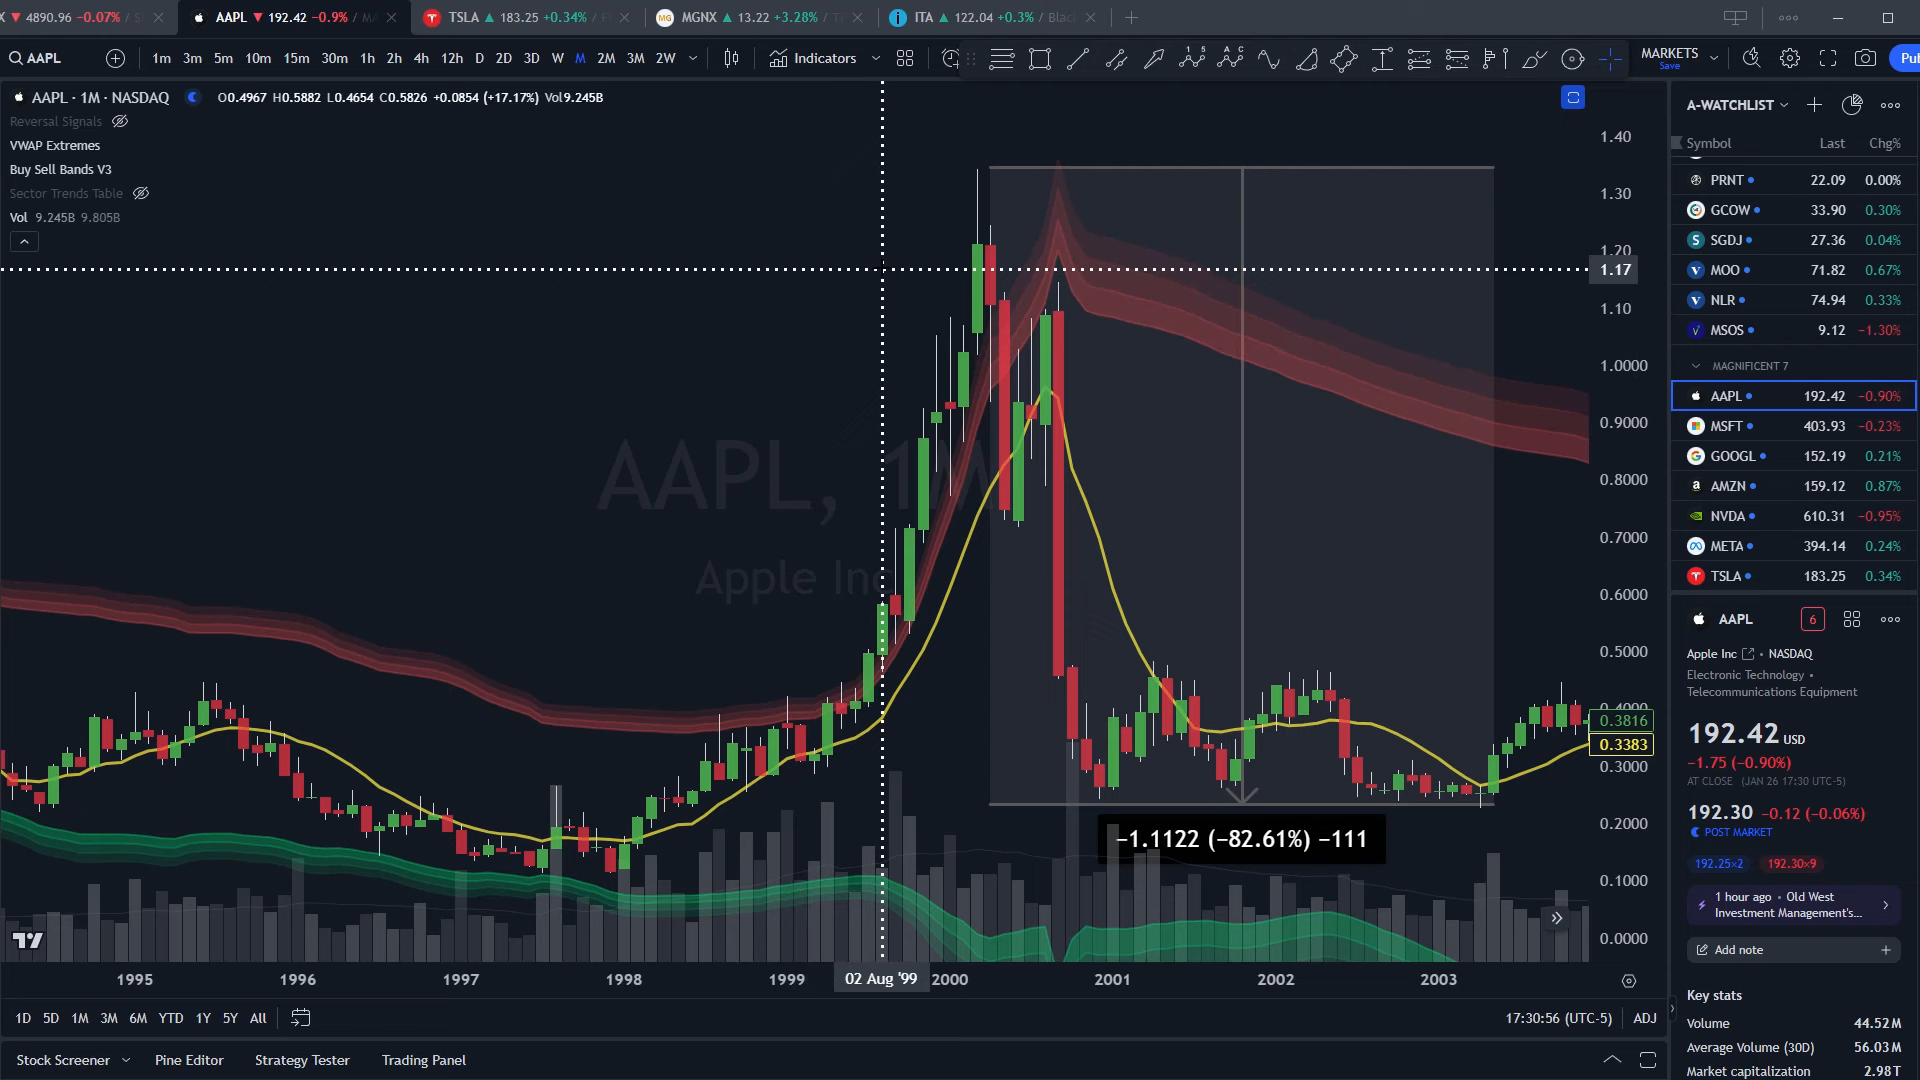 4890.96 −0.07%
AAPL ▼ 192.42 −0.9%
TSLA ▲ 183.25 +0.34%
MGNX ▲ 13.22 +3.28%
ITA ▲ 122.04 +0.3% / Blac
AAPL 1m 3m 5m 10m 15m 30m 1h 2h 4h 12h D 2D 3D W M 2M 3M 2W Indicators MARKETS
Save
Pu
AAPL · 1M · NASDAQ O0.4967 H0.5882 L0.4654 C0.5826 +0.0854 (+17.17%) Vol9.245B
Reversal Signals
VWAP Extremes
Buy Sell Bands V3
Sector Trends Table
Vol 9.245B 9.805B
AAPL, 1M
Apple Inc
1.40
1.30
1.20
1.17
1.10
1.0000
0.9000
0.8000
0.7000
0.6000
0.5000
0.3816
0.3383
0.3000
0.2000
0.1000
0.0000
−1.1122 (−82.61%) −111
1995 1996 1997 1998 1999 02 Aug '99 2000 2001 2002 2003
1D 5D 1M 3M 6M YTD 1Y 5Y All
17:30:56 (UTC-5) ADJ
Stock Screener Pine Editor Strategy Tester Trading Panel
A-WATCHLIST
Symbol Last Chg%
PRNT 22.09 0.00%
GCOW 33.90 0.30%
SGDJ 27.36 0.04%
MOO 71.82 0.67%
NLR 74.94 0.33%
MSOS 9.12 −1.30%
MAGNIFICENT 7
AAPL 192.42 −0.90%
MSFT 403.93 −0.23%
GOOGL 152.19 0.21%
AMZN 159.12 0.87%
NVDA 610.31 −0.95%
META 394.14 0.24%
TSLA 183.25 0.34%
AAPL 6
Apple Inc • NASDAQ
Electronic Technology •
Telecommunications Equipment
192.42 USD
−1.75 (−0.90%)
AT CLOSE (JAN 26 17:30 UTC-5)
192.30 −0.12 (−0.06%)
POST MARKET
192.25×2 192.30×9
1 hour ago • Old West
Investment Management's...
Add note
Key stats
Volume 44.52M
Average Volume (30D) 56.03M
Market capitalization 2.98T